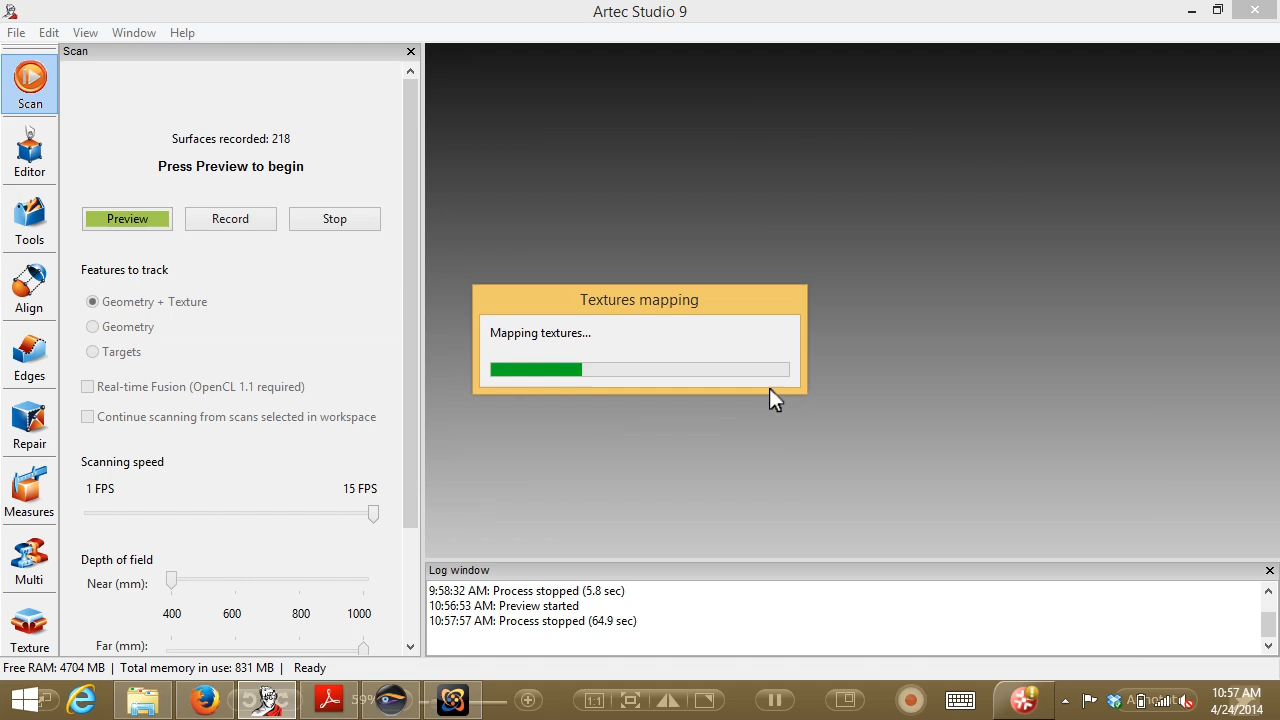 Artec Studio 9
File Edit View Window Help
Scan
Scan
Editor
Tools
Align
Edges
Repair
Measures
Multi
Texture
Surfaces recorded: 218
Press Preview to begin
Preview Record Stop
Features to track
Geometry + Texture
Geometry
Targets
Real-time Fusion (OpenCL 1.1 required)
Continue scanning from scans selected in workspace
Scanning speed
1 FPS 15 FPS
Depth of field
Near (mm):
400 600 800 1000
Far (mm):
Textures mapping
Mapping textures...
Log window
9:58:32 AM: Process stopped (5.8 sec)
10:56:53 AM: Preview started
10:57:57 AM: Process stopped (64.9 sec)
Free RAM: 4704 MB | Total memory in use: 831 MB | Ready
59%
1:1
10:57 AM
4/24/2014